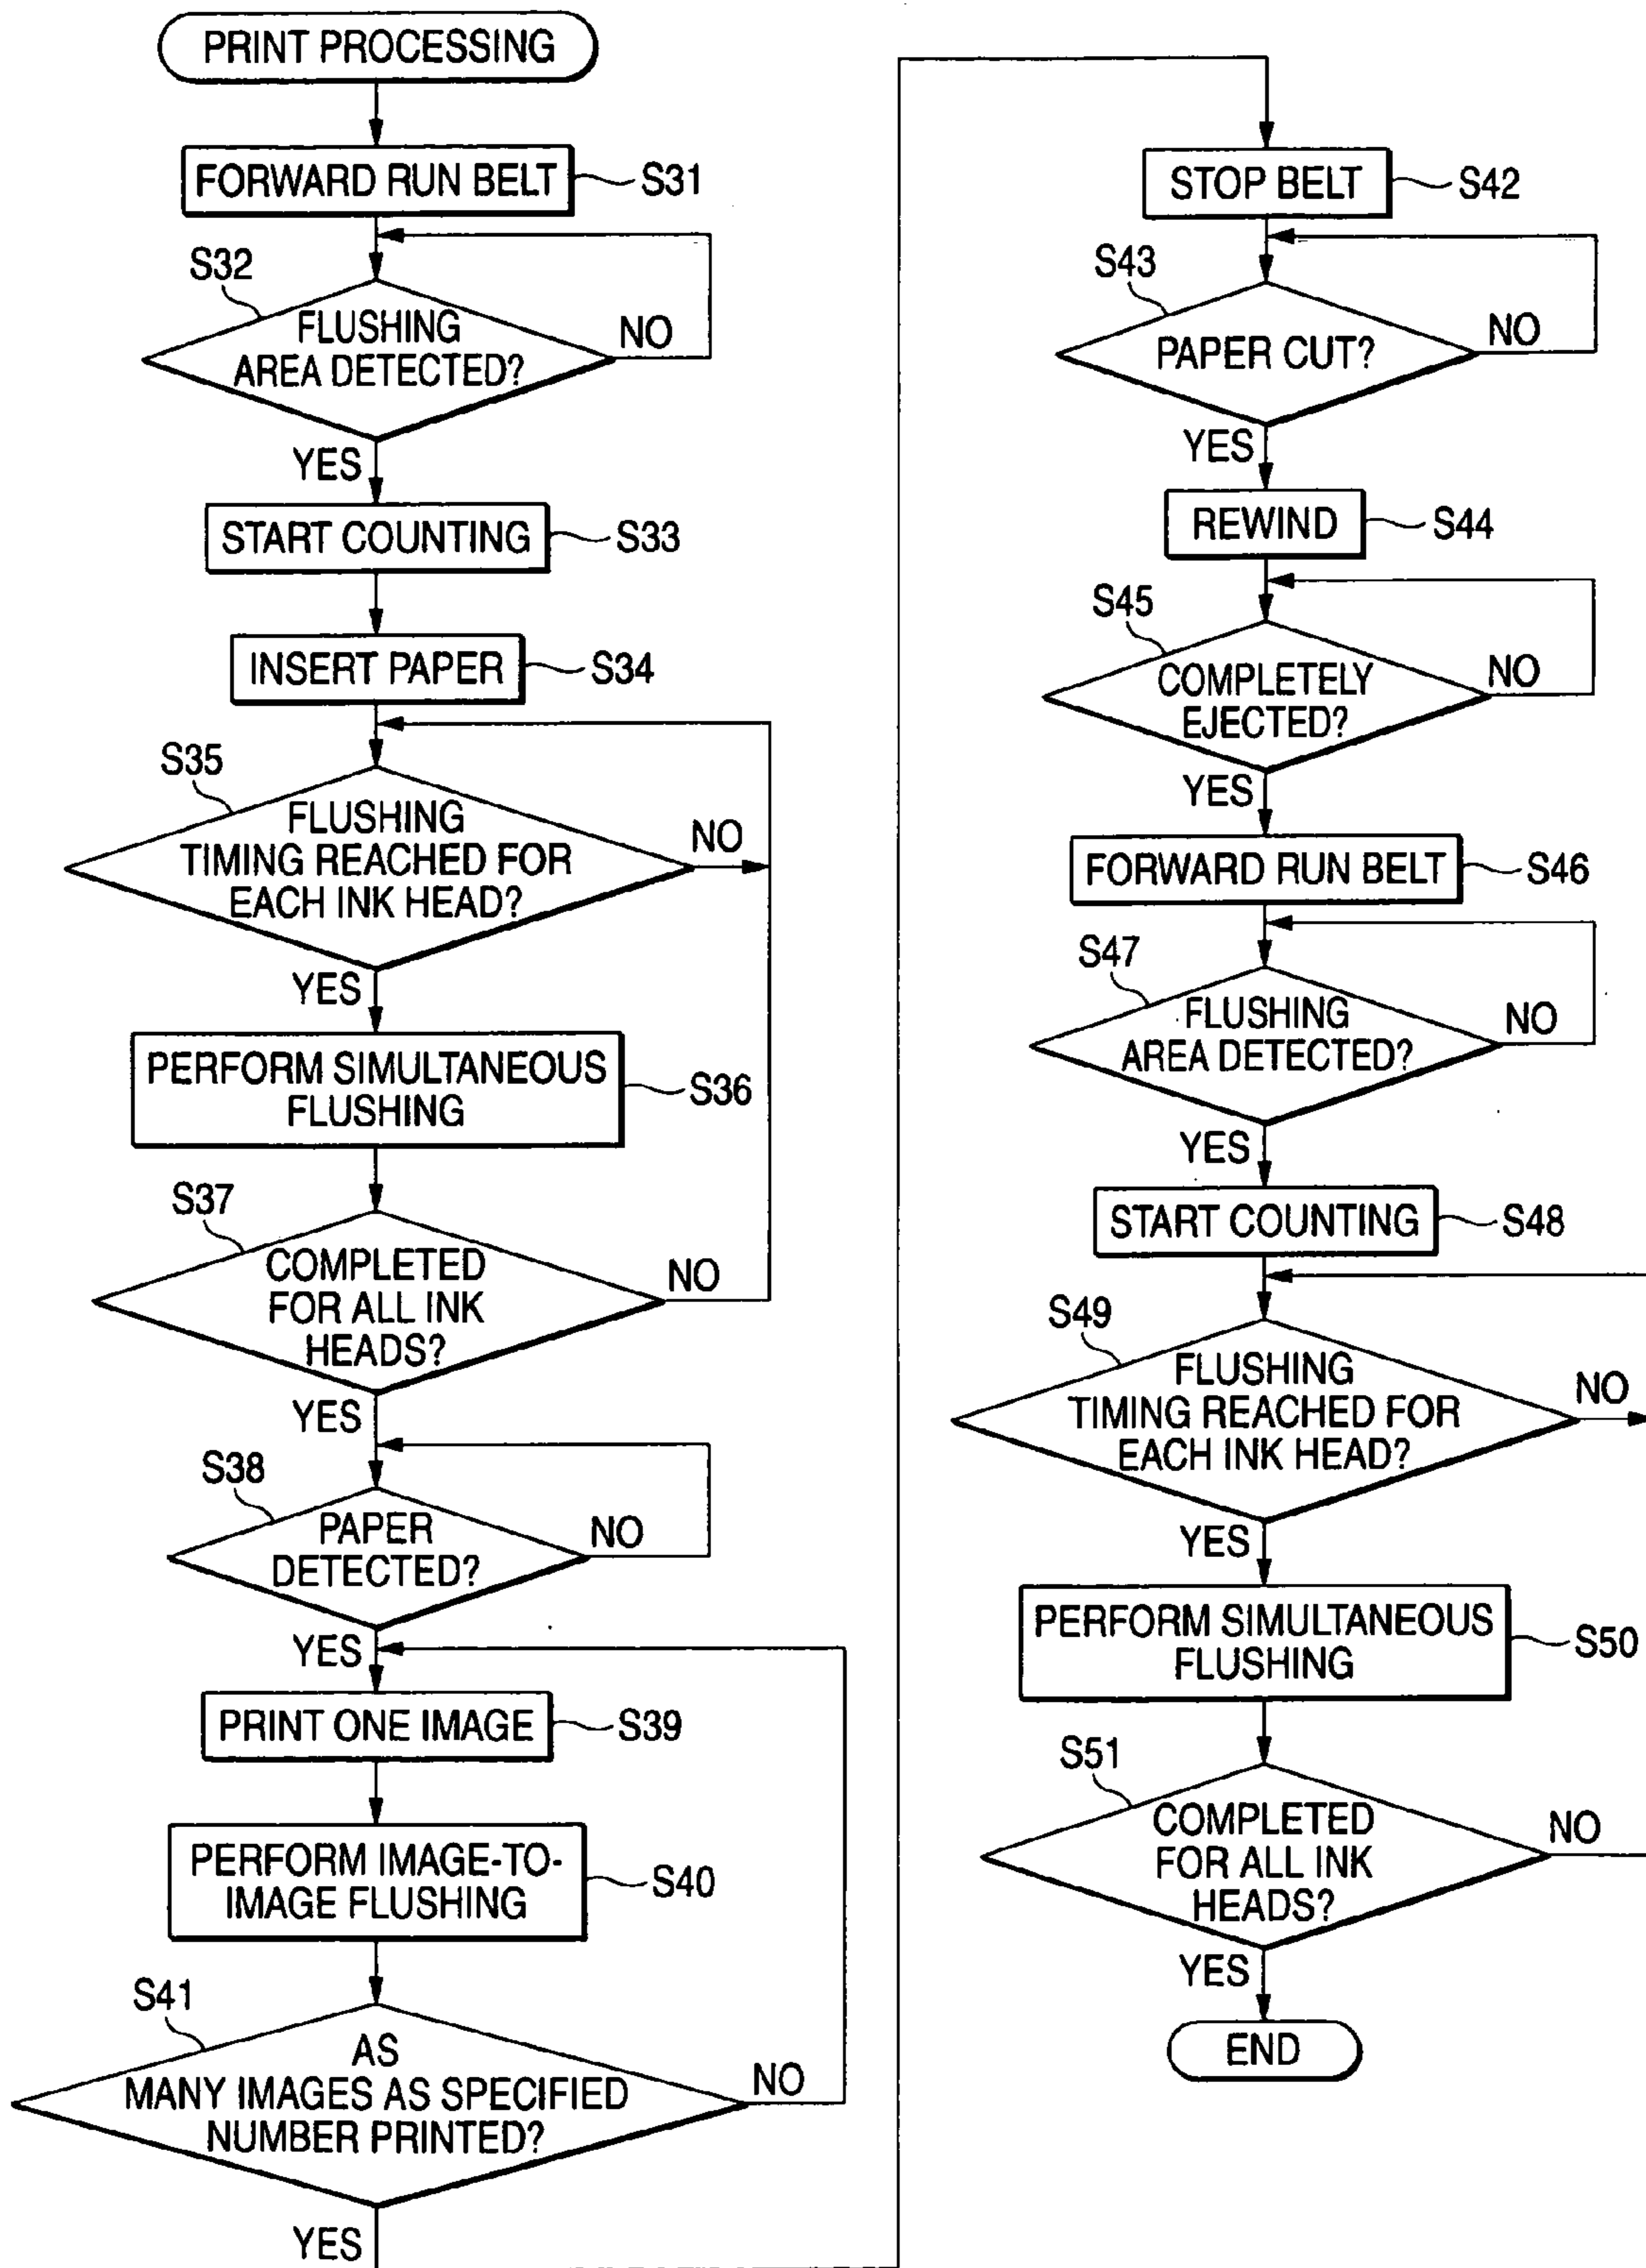 PRINT PROCESSING
FORWARD RUN BELT
S31
S32
FLUSHING
AREA DETECTED?
NO
YES
START COUNTING
S33
INSERT PAPER
S34
S35
FLUSHING
TIMING REACHED FOR
EACH INK HEAD?
NO
YES
PERFORM SIMULTANEOUS
FLUSHING
S36
S37
COMPLETED
FOR ALL INK
HEADS?
NO
YES
S38
PAPER
DETECTED?
NO
YES
PRINT ONE IMAGE
S39
PERFORM IMAGE-TO-
IMAGE FLUSHING
S40
S41
AS
MANY IMAGES AS SPECIFIED
NUMBER PRINTED?
NO
YES
STOP BELT
S42
S43
PAPER CUT?
NO
YES
REWIND
S44
S45
COMPLETELY
EJECTED?
NO
YES
FORWARD RUN BELT
S46
S47
FLUSHING
AREA DETECTED?
NO
YES
START COUNTING
S48
S49
FLUSHING
TIMING REACHED FOR
EACH INK HEAD?
NO
YES
PERFORM SIMULTANEOUS
FLUSHING
S50
S51
COMPLETED
FOR ALL INK
HEADS?
NO
YES
END